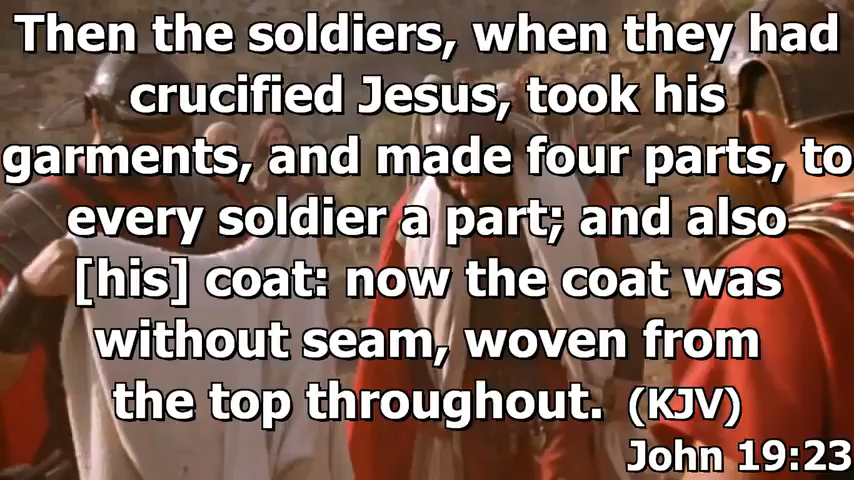 Then the soldiers, when they had
crucified Jesus, took his
garments, and made four parts, to
every soldier a part; and also
[his] coat: now the coat was
without seam, woven from
the top throughout. (KJV)
John 19:23